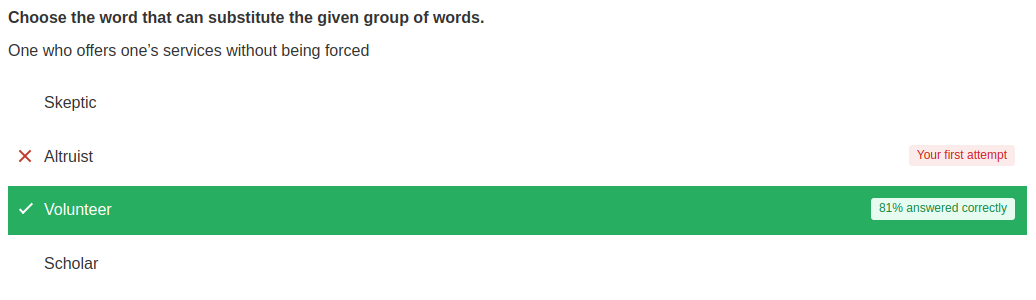 Choose the word that can substitute the given group of words.
One who offers one’s services without being forced
Skeptic
Altruist Your first attempt
Volunteer 81% answered correctly
Scholar